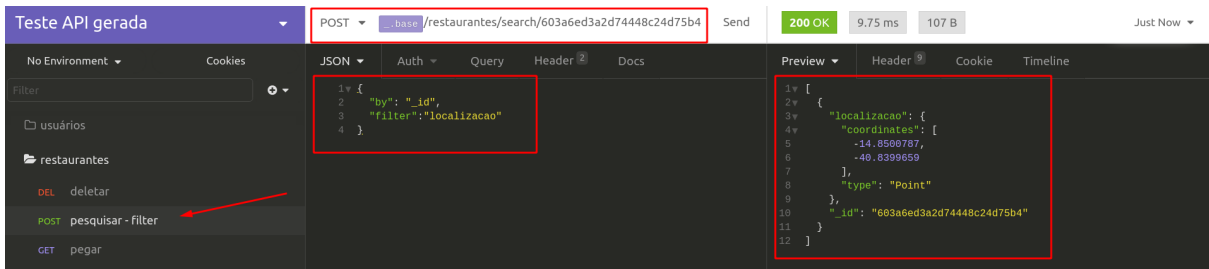 Teste API gerada
POST _.base /restaurantes/search/603a6ed3a2d74448c24d75b4 Send
200 OK 9.75 ms 107 B Just Now
No Environment Cookies
JSON Auth Query Header 2 Docs
Preview Header 9 Cookie Timeline
Filter
usuários
restaurantes
DEL deletar
POST pesquisar - filter
GET pegar
1 {
2 "by": "_id",
3 "filter":"localizacao"
4 }
1 [
2 {
3 "localizacao": {
4 "coordinates": [
5 -14.8500787,
6 -40.8399659
7 ],
8 "type": "Point"
9 },
10 "_id": "603a6ed3a2d74448c24d75b4"
11 }
12 ]